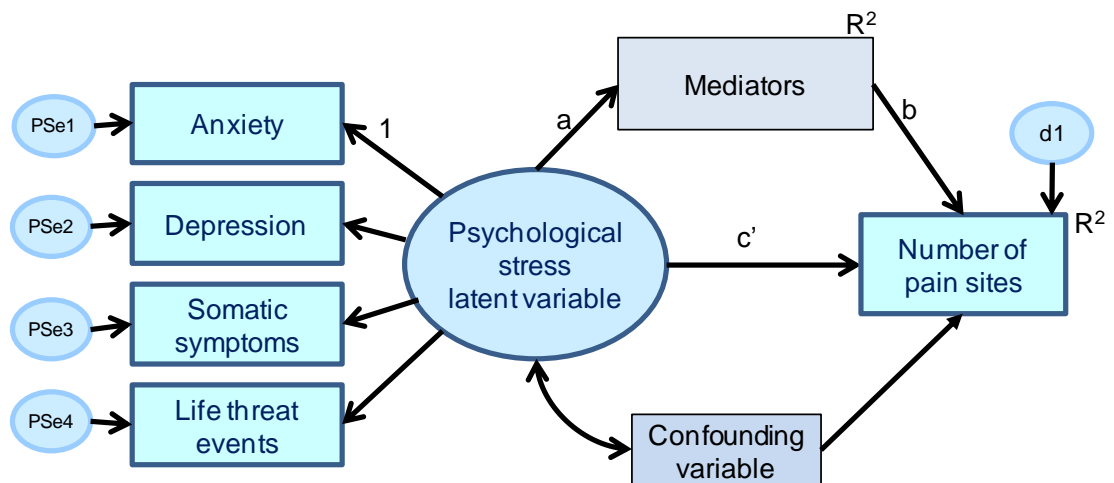 R2
Mediators
PSe1
Anxiety
1
a
b
d1
PSe2
Depression
Psychological
stress
latent variable
c’
Number of
pain sites
R2
PSe3
Somatic
symptoms
PSe4
Life threat
events
Confounding
variable